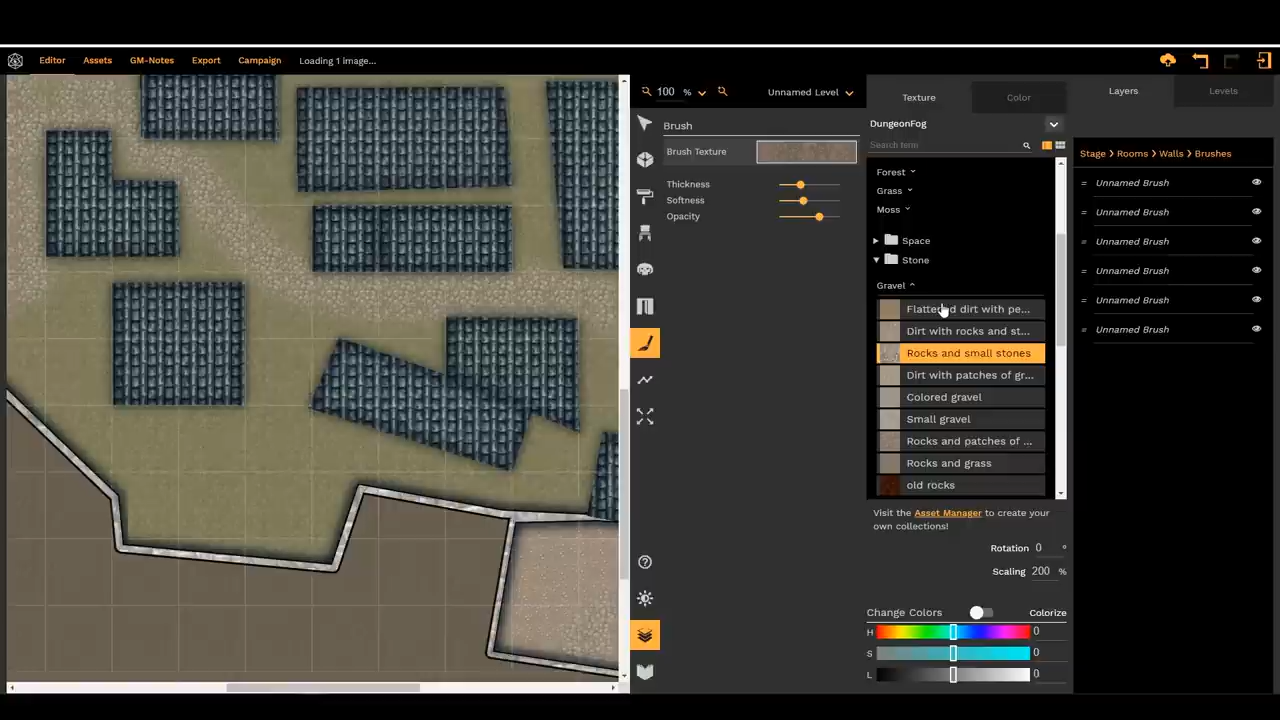 Editor Assets GM-Notes Export Campaign Loading 1 image...
100 % Unnamed Level
Brush
Brush Texture
Thickness
Softness
Opacity
Texture Color
DungeonFog
Search term
Forest
Grass
Moss
Space
Stone
Gravel
Flattened dirt with pe...
Dirt with rocks and st...
Rocks and small stones
Dirt with patches of gr...
Colored gravel
Small gravel
Rocks and patches of ...
Rocks and grass
old rocks
Visit the Asset Manager to create your
own collections!
Rotation 0 °
Scaling 200 %
Change Colors Colorize
H 0
S 0
L 0
Layers Levels
Stage > Rooms > Walls > Brushes
= Unnamed Brush
= Unnamed Brush
= Unnamed Brush
= Unnamed Brush
= Unnamed Brush
= Unnamed Brush